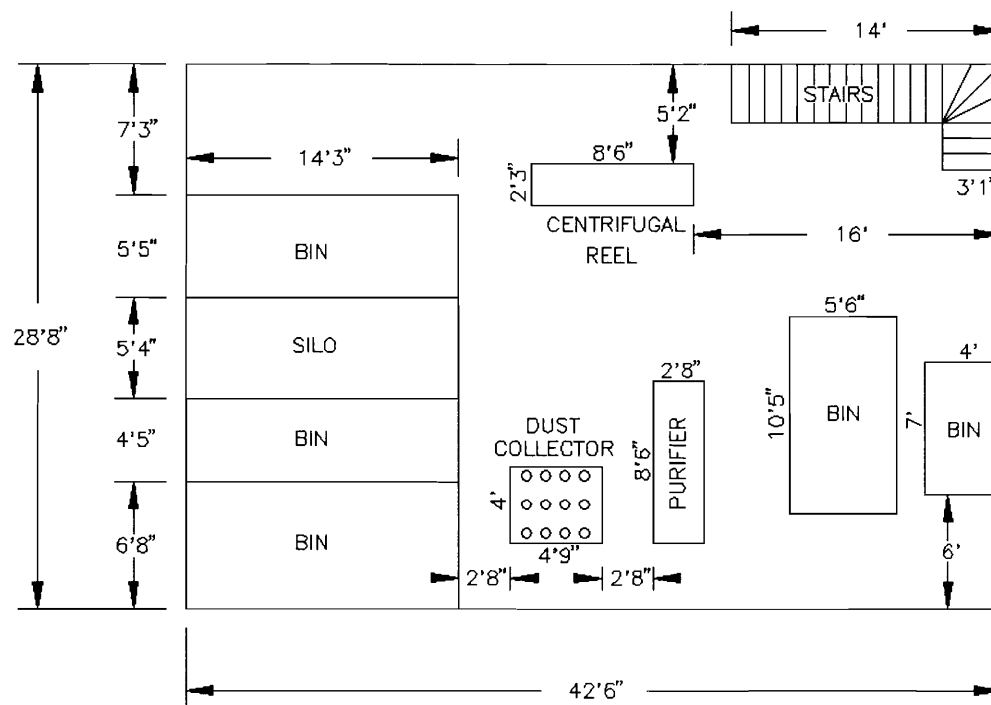 14'
STAIRS
7'3"
5'2"
14'3"
8'6"
2'3"
3'1"
CENTRIFUGAL
REEL
16'
5'5"
BIN
28'8"
5'4"
SILO
5'6"
4'
2'8"
10'5"
BIN
7'
BIN
4'5"
BIN
DUST
COLLECTOR
8'6"
PURIFIER
4'
6'8"
BIN
4'9"
6'
2'8"
2'8"
42'6"